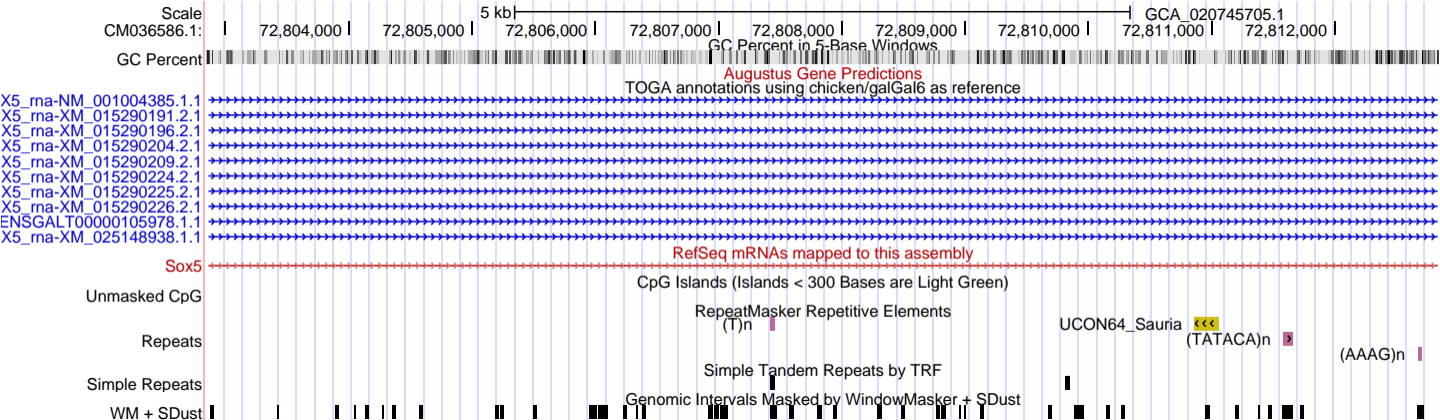 Scale 5 kb GCA_020745705.1
CM036586.1: 72,804,000 72,805,000 72,806,000 72,807,000 72,808,000 72,809,000 72,810,000 72,811,000 72,812,000
GC Percent in 5-Base Windows
GC Percent
Augustus Gene Predictions
TOGA annotations using chicken/galGal6 as reference
X5_rna-NM_001004385.1.1
X5_rna-XM_015290191.2.1
X5_rna-XM_015290196.2.1
X5_rna-XM_015290204.2.1
X5_rna-XM_015290209.2.1
X5_rna-XM_015290224.2.1
X5_rna-XM_015290225.2.1
X5_rna-XM_015290226.2.1
ENSGALT00000105978.1.1
X5_rna-XM_025148938.1.1
RefSeq mRNAs mapped to this assembly
Sox5
CpG Islands (Islands < 300 Bases are Light Green)
Unmasked CpG
RepeatMasker Repetitive Elements
(T)n UCON64_Sauria
Repeats (TATACA)n
(AAAG)n
Simple Tandem Repeats by TRF
Simple Repeats
Genomic Intervals Masked by WindowMasker + SDust
WM + SDust